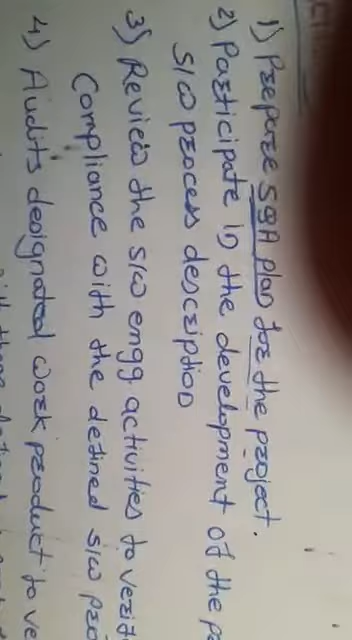 1) Prepare SQA plan for the project.
2) Participate in the development of the
s/w process description
3) Review the s/w engg. activities to
Compliance with the defined s/w
4) Audits designated work product to